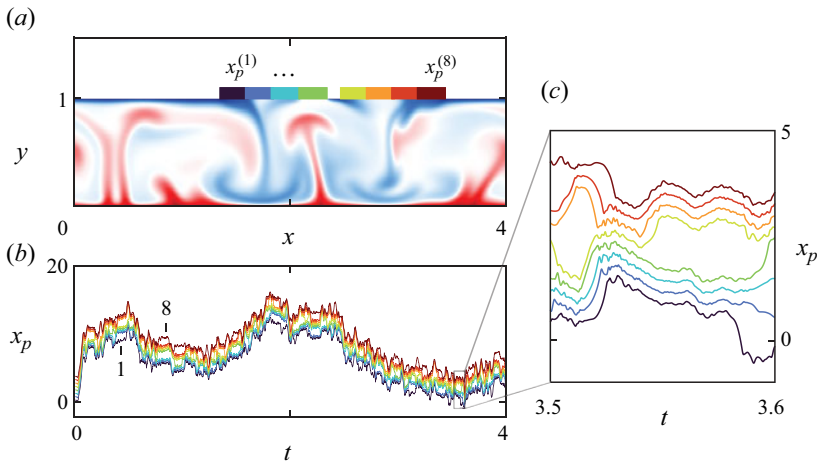 (a)
x_p^{(1)} … x_p^{(8)}
1
y
0 x 4
(b)
20
x_p
8
1
0
0 t 4
(c)
5
x_p
0
3.5 t 3.6